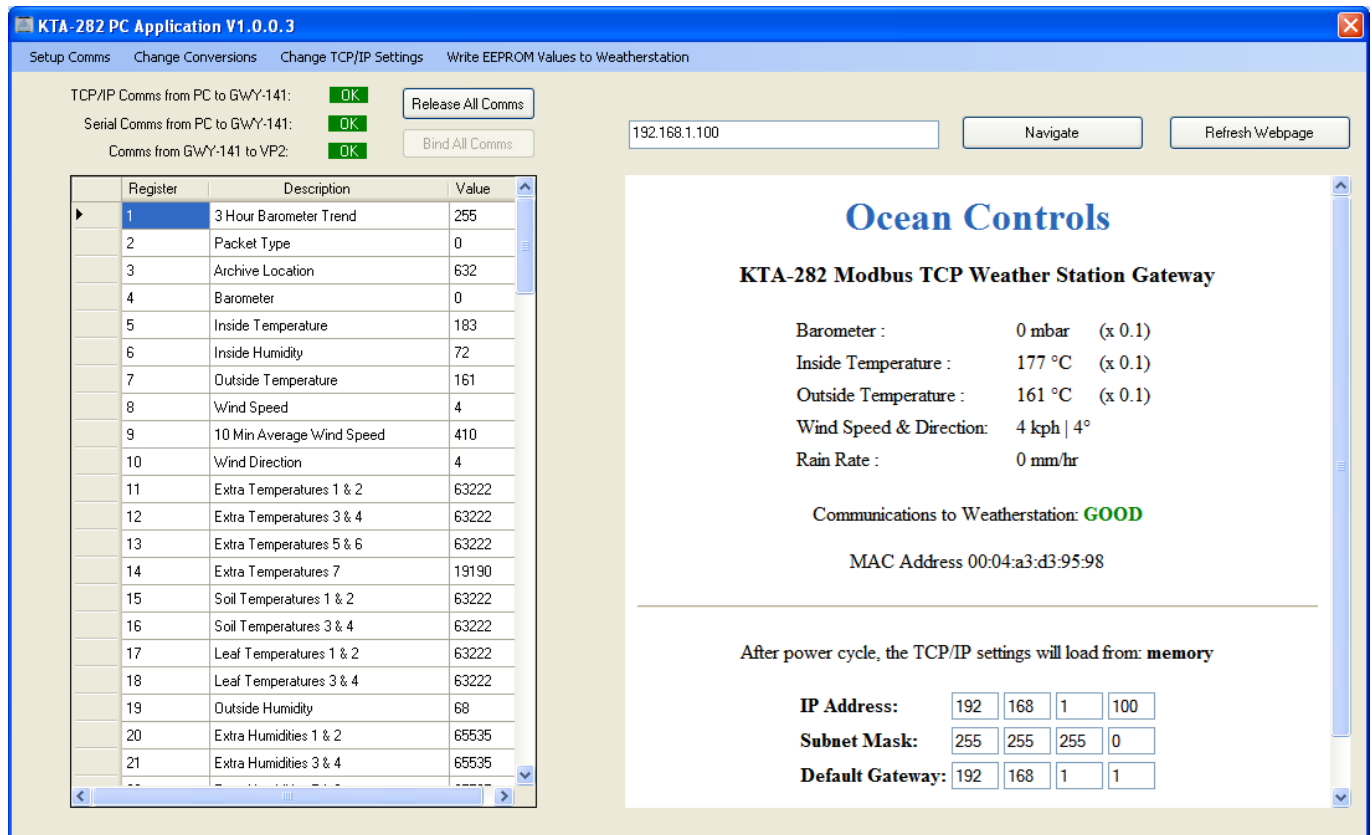 KTA-282 PC Application V1.0.0.3
Setup Comms Change Conversions Change TCP/IP Settings Write EEPROM Values to Weatherstation
TCP/IP Comms from PC to GWY-141: OK
Serial Comms from PC to GWY-141: OK
Comms from GWY-141 to VP2: OK
Release All Comms
Bind All Comms
192.168.1.100 Navigate Refresh Webpage
Register Description Value
1 3 Hour Barometer Trend 255
2 Packet Type 0
3 Archive Location 632
4 Barometer 0
5 Inside Temperature 183
6 Inside Humidity 72
7 Outside Temperature 161
8 Wind Speed 4
9 10 Min Average Wind Speed 410
10 Wind Direction 4
11 Extra Temperatures 1 & 2 63222
12 Extra Temperatures 3 & 4 63222
13 Extra Temperatures 5 & 6 63222
14 Extra Temperatures 7 19190
15 Soil Temperatures 1 & 2 63222
16 Soil Temperatures 3 & 4 63222
17 Leaf Temperatures 1 & 2 63222
18 Leaf Temperatures 3 & 4 63222
19 Outside Humidity 68
20 Extra Humidities 1 & 2 65535
21 Extra Humidities 3 & 4 65535
Ocean Controls
KTA-282 Modbus TCP Weather Station Gateway
Barometer : 0 mbar (x 0.1)
Inside Temperature : 177 °C (x 0.1)
Outside Temperature : 161 °C (x 0.1)
Wind Speed & Direction: 4 kph | 4°
Rain Rate : 0 mm/hr
Communications to Weatherstation: GOOD
MAC Address 00:04:a3:d3:95:98
After power cycle, the TCP/IP settings will load from: memory
IP Address: 192 168 1 100
Subnet Mask: 255 255 255 0
Default Gateway: 192 168 1 1